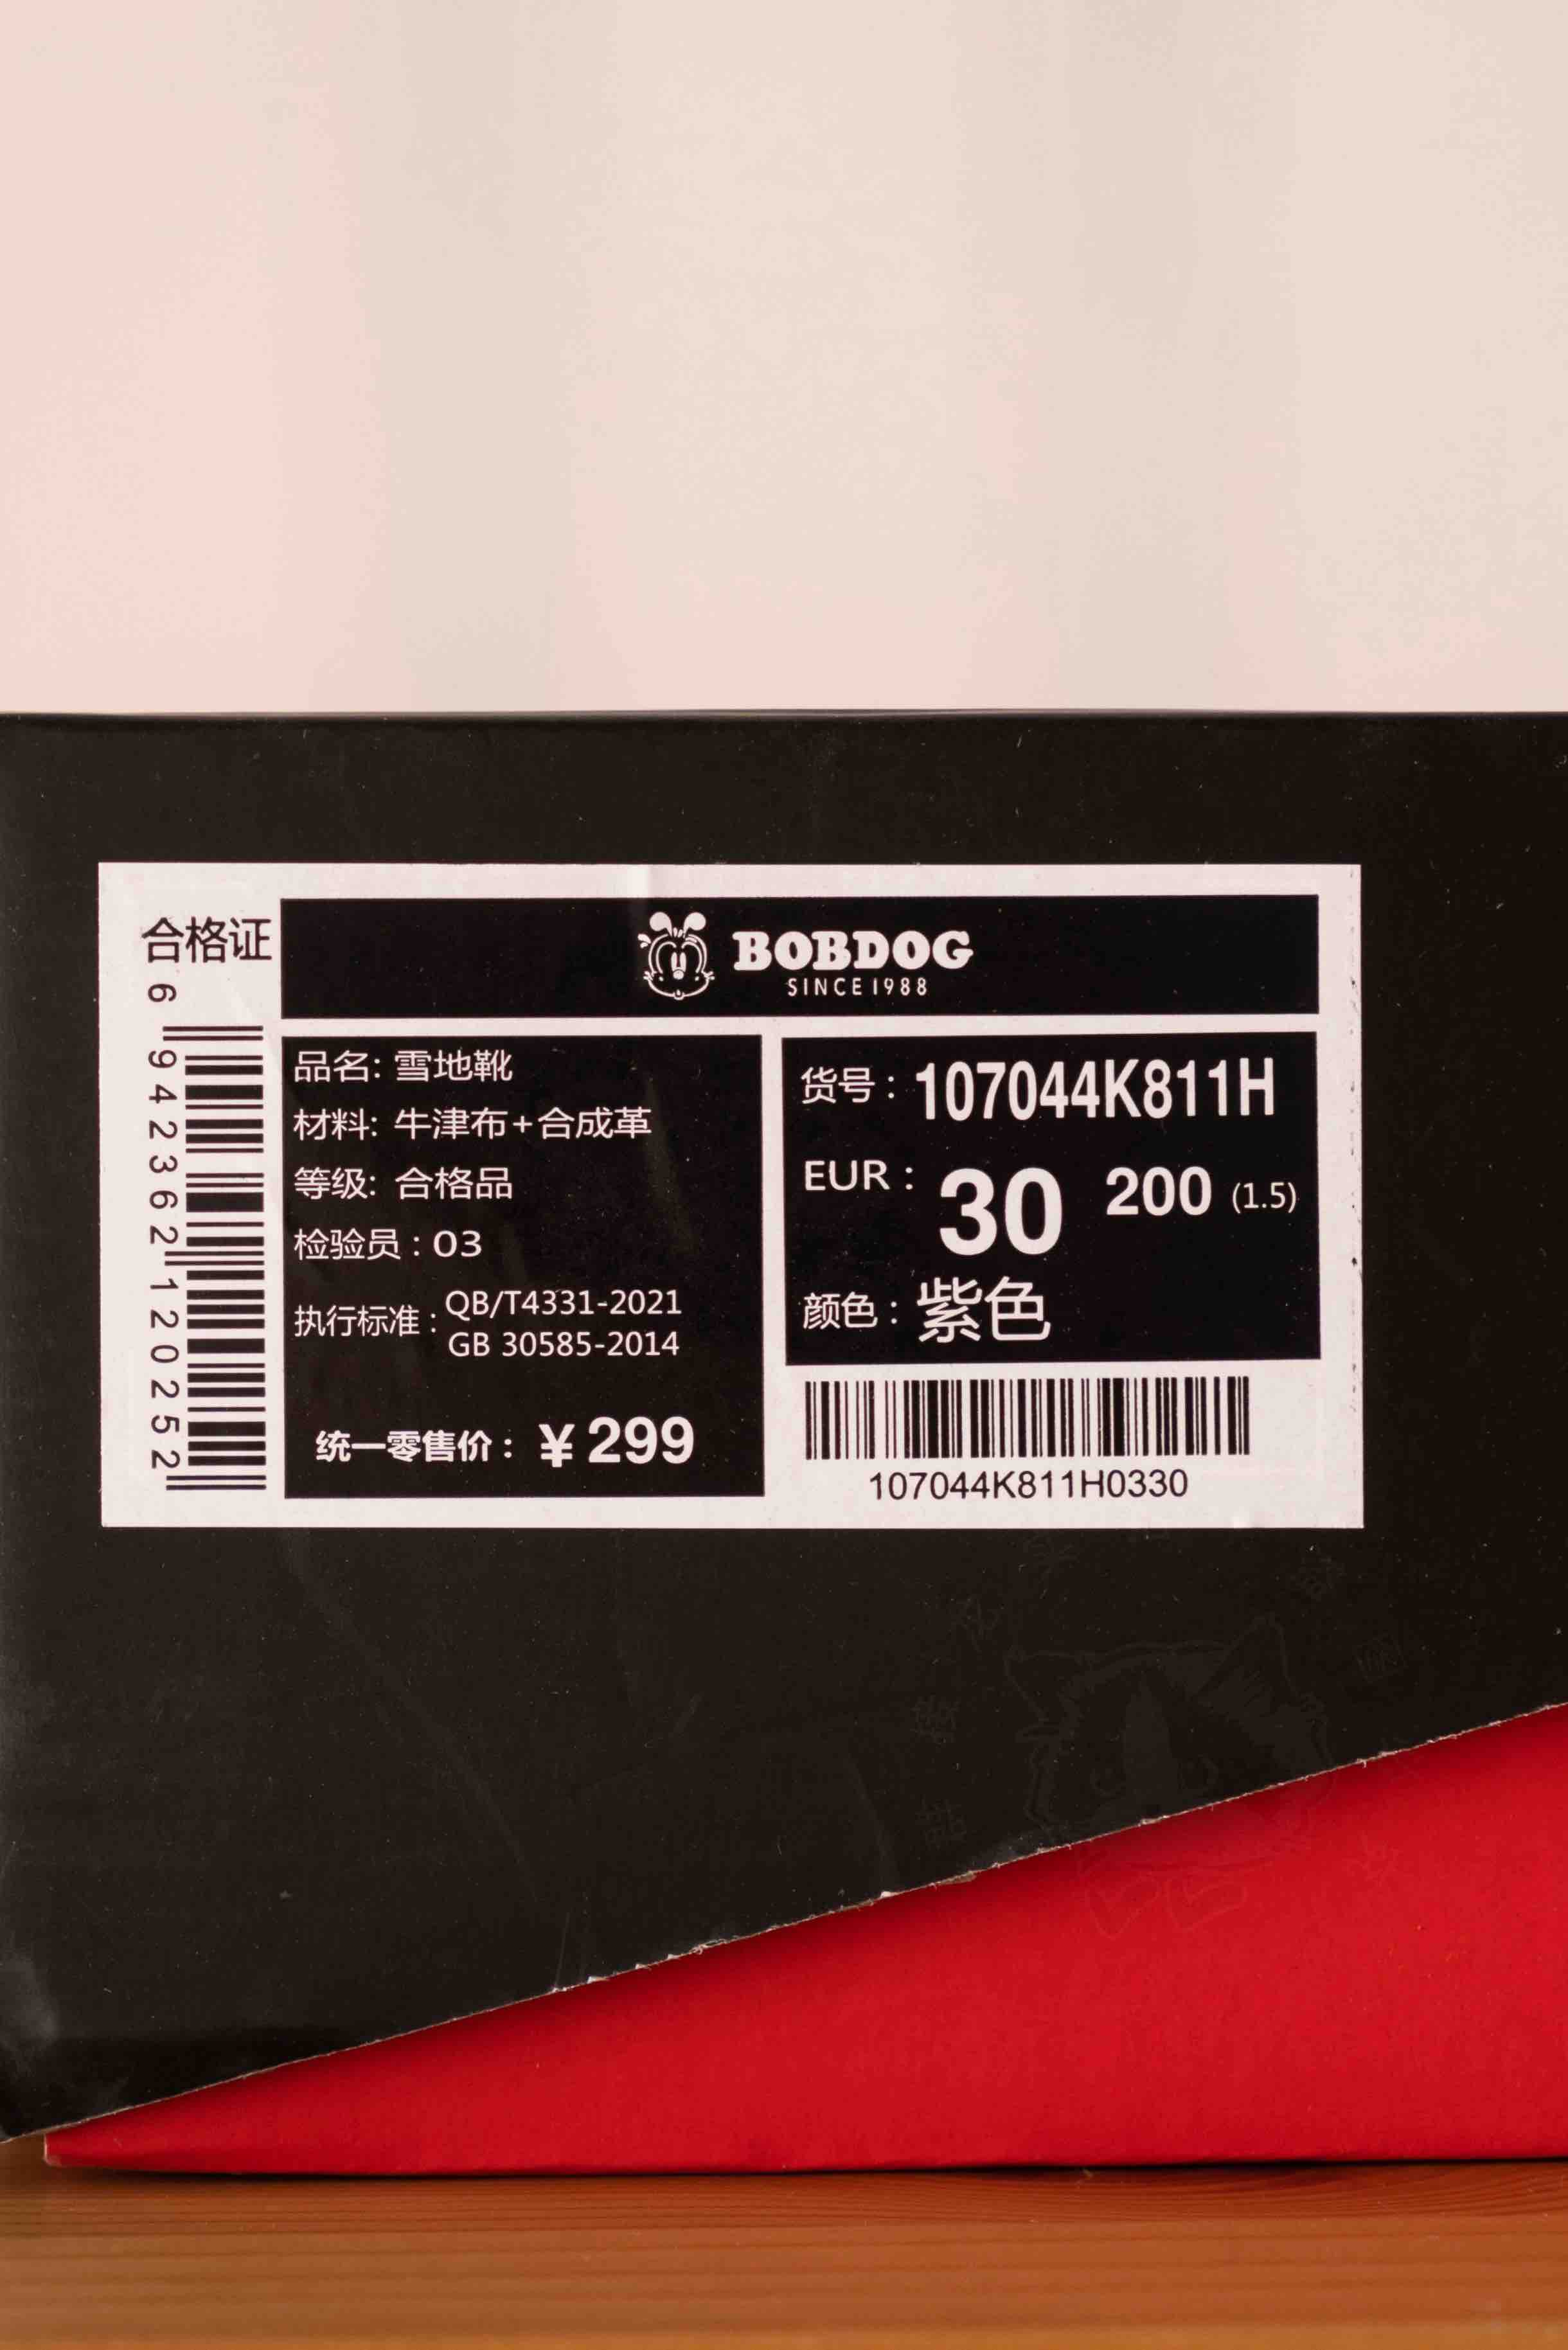 合格证
6 942362 120252
BOBDOG
SINCE 1988
品名: 雪地靴
材料: 牛津布+合成革
等级: 合格品
检验员：03
执行标准：QB/T4331-2021
GB 30585-2014
统一零售价：￥299
货号：107044K811H
EUR：30 200 (1.5)
颜色：紫色
107044K811H0330